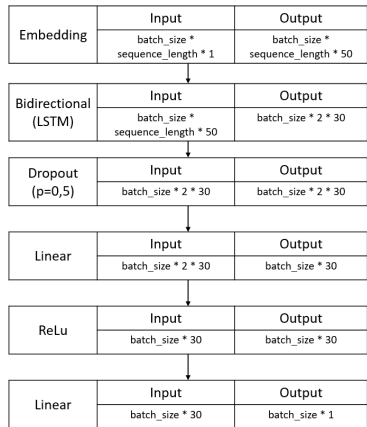 Embedding
Input
Output
batch_size *
sequence_length * 1
batch_size *
sequence_length * 50
Bidirectional
(LSTM)
Input
Output
batch_size *
sequence_length * 50
batch_size * 2 * 30
Dropout
(p=0,5)
Input
Output
batch_size * 2 * 30
batch_size * 2 * 30
Linear
Input
Output
batch_size * 2 * 30
batch_size * 30
ReLu
Input
Output
batch_size * 30
batch_size * 30
Linear
Input
Output
batch_size * 30
batch_size * 1